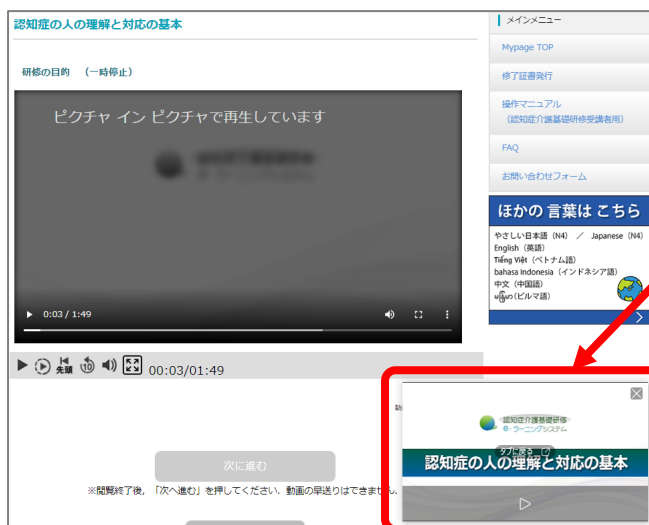 認知症の人の理解と対応の基本
研修の目的 (一時停止)
ピクチャ イン ピクチャで再生しています
0:03 / 1:49
先頭
10
00:03/01:49
次に進む
※閲覧終了後, 「次へ進む」を押してください. 動画の早送りはできません.
メインメニュー
Mypage TOP
修了証書発行
操作マニュアル
(認知症介護基礎研修受講者用)
FAQ
お問い合わせフォーム
ほかの 言葉は こちら
やさしい日本語 (N4) / Japanese (N4)
English (英語)
Tiếng Việt (ベトナム語)
bahasa Indonesia (インドネシア語)
中文 (中国語)
မြန်မာ (ビルマ語)
認知症介護基礎研修
e-ラーニングシステム
タブに戻る
認知症の人の理解と対応の基本